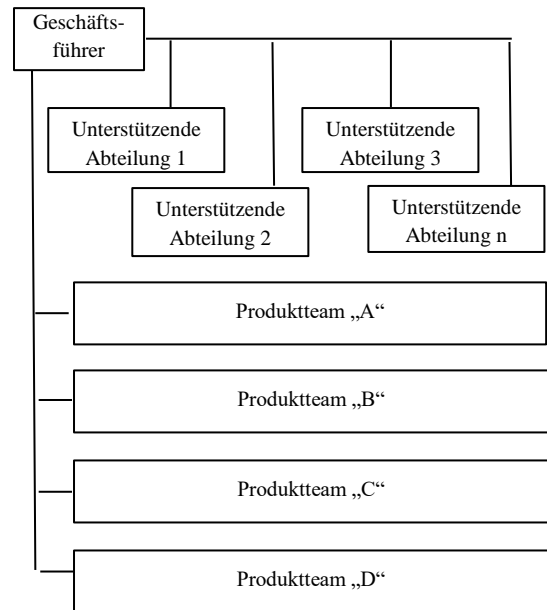 Geschäfts-
führer
Unterstützende
Abteilung 1
Unterstützende
Abteilung 3
Unterstützende
Abteilung 2
Unterstützende
Abteilung n
Produktteam „A“
Produktteam „B“
Produktteam „C“
Produktteam „D“